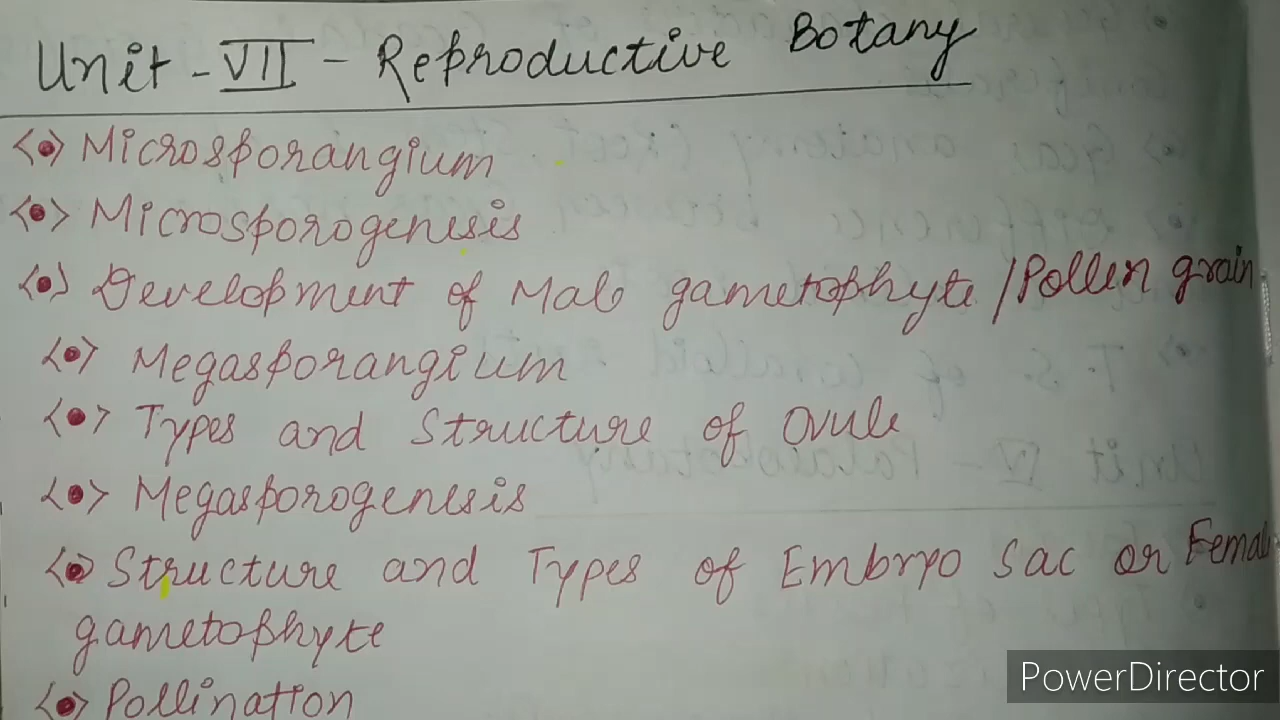 Unit - VII - Reproductive Botany
Microsporangium
Microsporogenesis
Development of Male gametophyte / Pollen grain
Megasporangium
Types and Structure of Ovule
Megasporogenesis
Structure and Types of Embryo Sac or Female
gametophyte
Pollination
PowerDirector